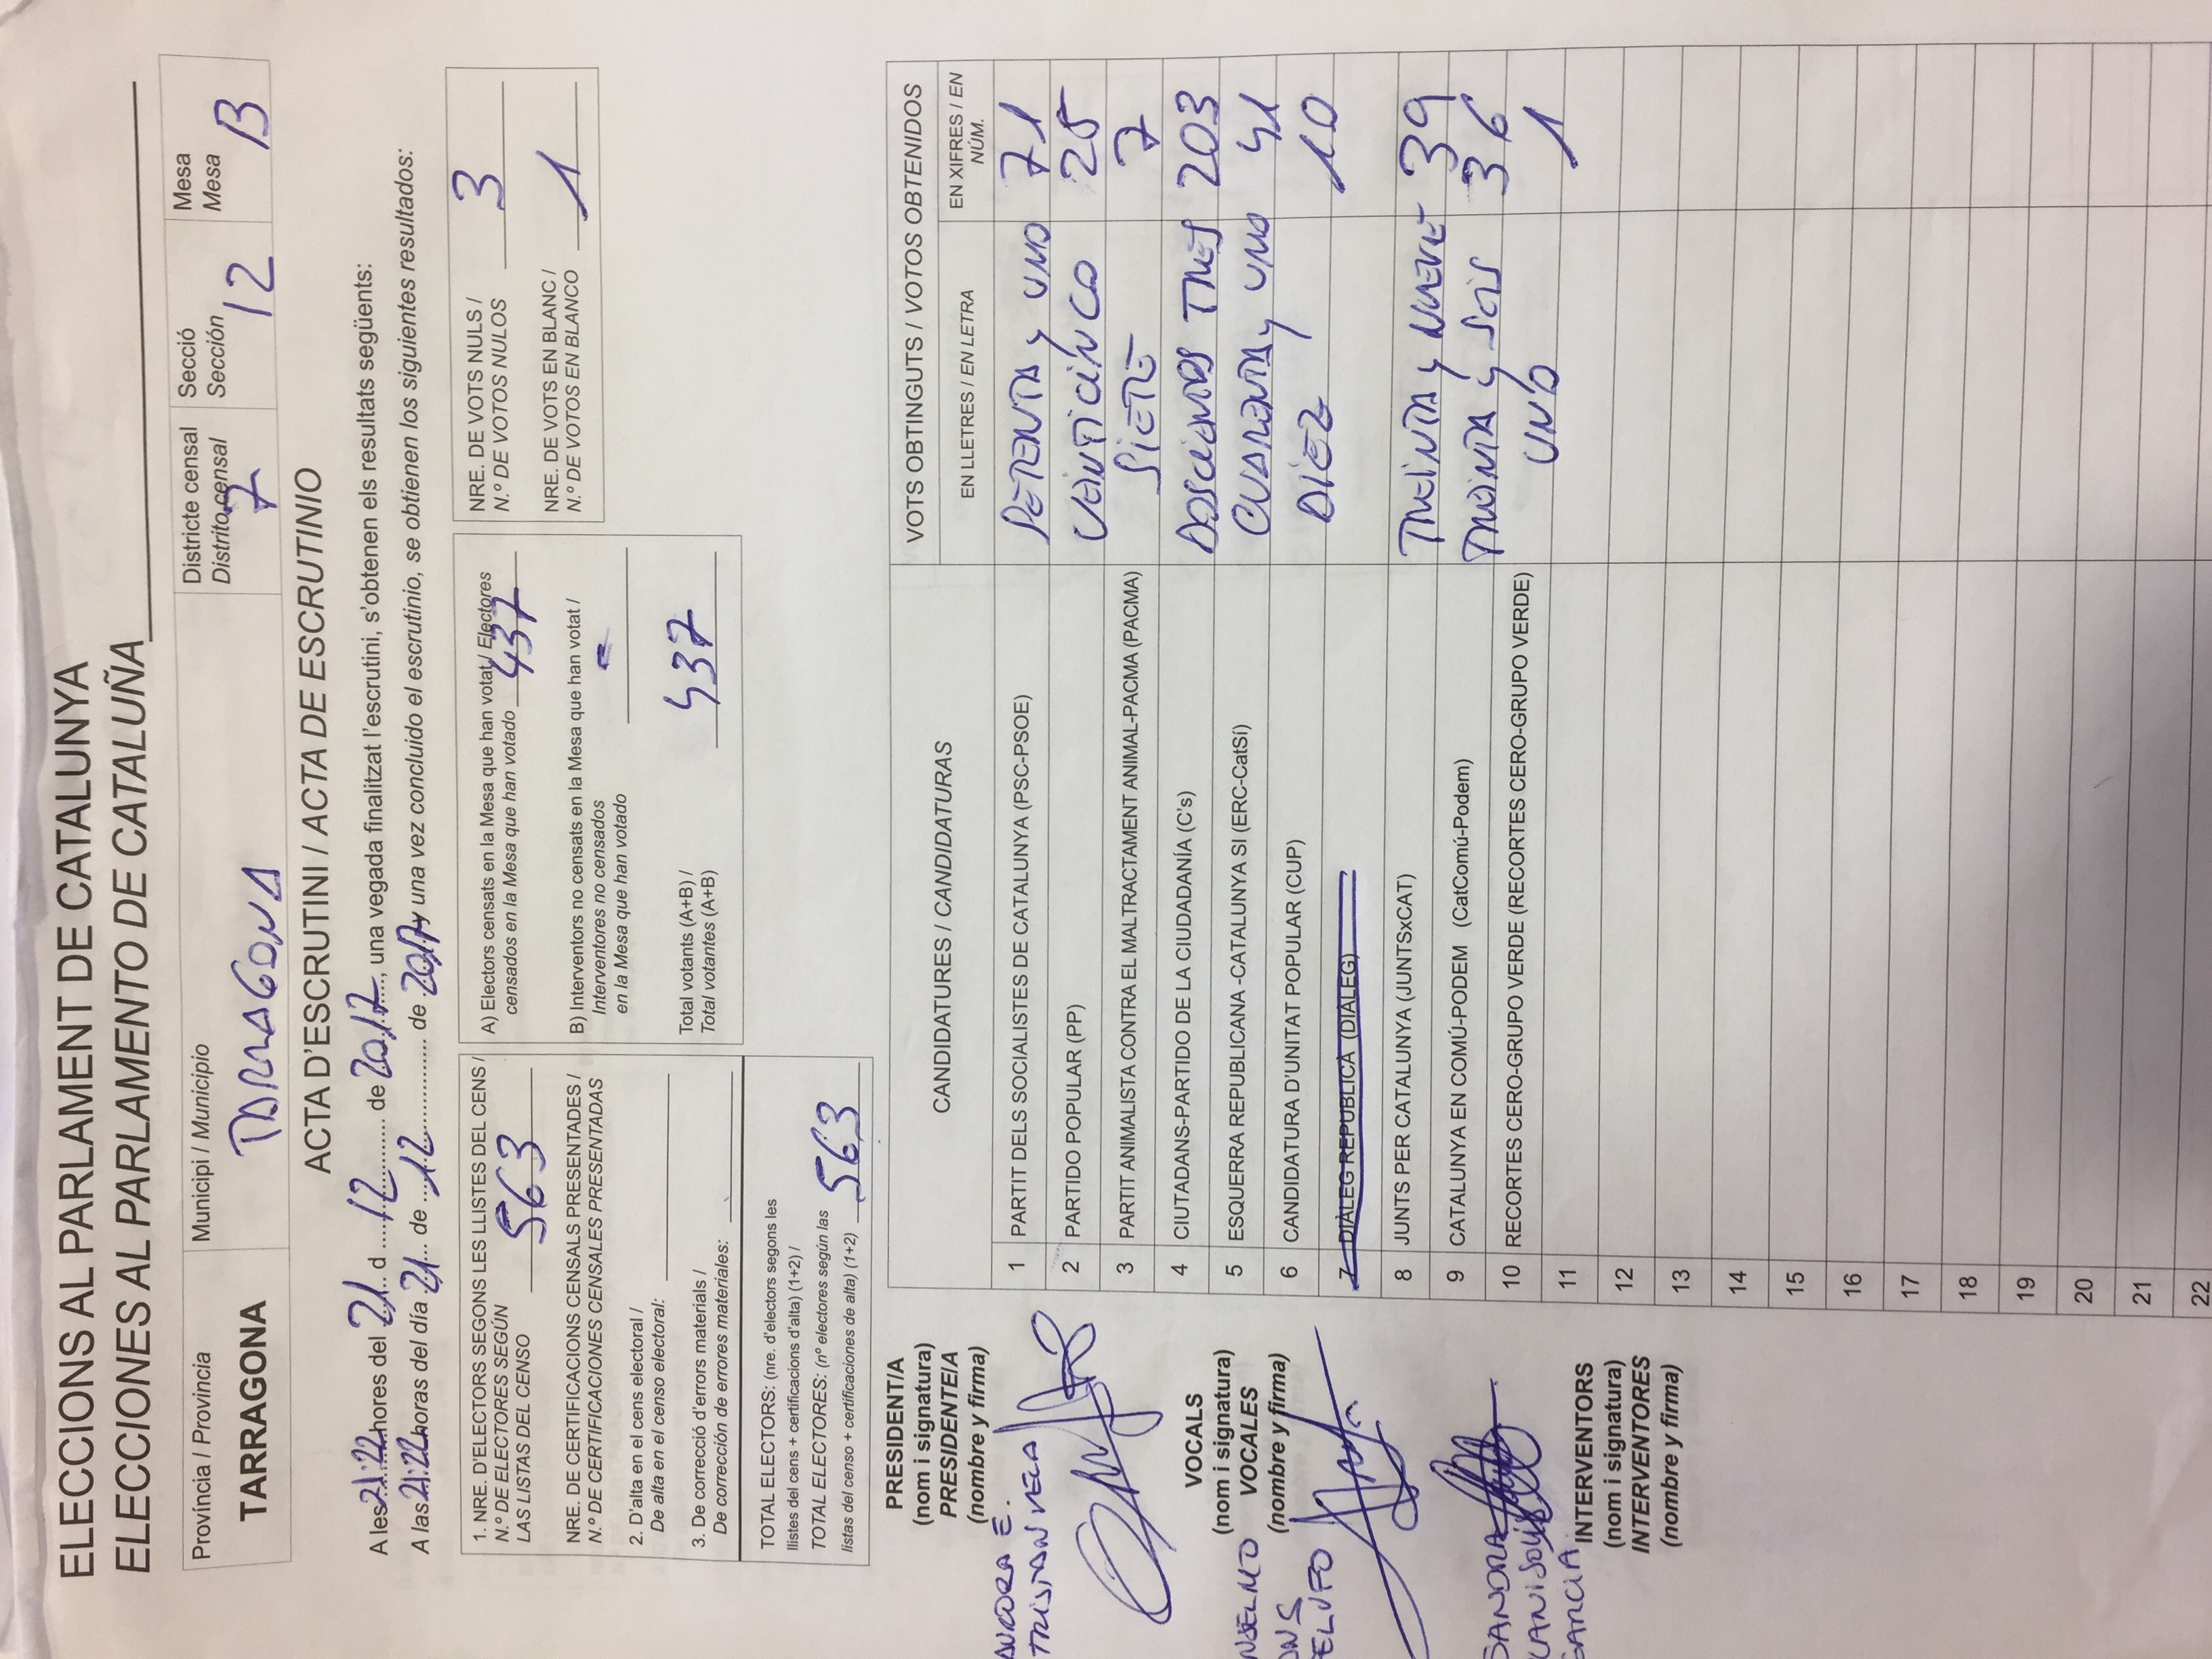 ELECCIONS AL PARLAMENT DE CATALUNYA
ELECCIONES AL PARLAMENTO DE CATALUÑA
Província / Provincia
TARRAGONA
Municipi / Municipio
TARRAGONA
Districte censal
Distrito censal
7
Secció
Sección
12
Mesa
Mesa
B
ACTA D'ESCRUTINI / ACTA DE ESCRUTINIO
A les 21:22 hores del 21 d 12 de 2017, una vegada finalitzat l'escrutini, s'obtenen els resultats següents:
A las 21:22 horas del día 21 de 12 de 2017 y una vez concluido el escrutinio, se obtienen los siguientes resultados:
1. NRE. D'ELECTORS SEGONS LES LLISTES DEL CENS /
N.º DE ELECTORES SEGÚN
LAS LISTAS DEL CENSO 563
NRE. DE CERTIFICACIONS CENSALS PRESENTADES /
N.º DE CERTIFICACIONES CENSALES PRESENTADAS
2. D'alta en el cens electoral /
De alta en el censo electoral:
3. De correcció d'errors materials /
De corrección de errores materiales:
TOTAL ELECTORS: (nre. d'electors segons les
llistes del cens + certificacions d'alta) (1+2) /
TOTAL ELECTORES: (nº electores según las
listas del censo + certificaciones de alta) (1+2) 563
A) Electors censats en la Mesa que han votat / Electores
censados en la Mesa que han votado 437
B) Interventors no censats en la Mesa que han votat /
Interventores no censados
en la Mesa que han votado -
Total votants (A+B) /
Total votantes (A+B) 437
NRE. DE VOTS NULS /
N.º DE VOTOS NULOS 3
NRE. DE VOTS EN BLANC /
N.º DE VOTOS EN BLANCO 1
PRESIDENT/A
(nom i signatura)
PRESIDENTE/A
(nombre y firma)
AURORA E.
TRISTAN VELA
VOCALS
(nom i signatura)
VOCALES
(nombre y firma)
NSELMO
ONS
ELUFO
SANDRA
GARCIA
INTERVENTORS
(nom i signatura)
INTERVENTORES
(nombre y firma)
CANDIDATURES / CANDIDATURAS
VOTS OBTINGUTS / VOTOS OBTENIDOS
EN LLETRES / EN LETRA
EN XIFRES / EN
NÚM.
1 PARTIT DELS SOCIALISTES DE CATALUNYA (PSC-PSOE) SETENTA y UNO 71
2 PARTIDO POPULAR (PP) VEINTICINCO 25
3 PARTIT ANIMALISTA CONTRA EL MALTRACTAMENT ANIMAL-PACMA (PACMA) SIETE 7
4 CIUTADANS-PARTIDO DE LA CIUDADANÍA (C's) DOSCIENTOS TRES 203
5 ESQUERRA REPUBLICANA -CATALUNYA SI (ERC-CatSí) CUARENTA y UNO 41
6 CANDIDATURA D'UNITAT POPULAR (CUP) DIEZ 10
7 DIÀLEG REPUBLICÀ (DIÀLEG)
8 JUNTS PER CATALUNYA (JUNTSxCAT) TREINTA y NUEVE 39
9 CATALUNYA EN COMÚ-PODEM (CatComú-Podem) TREINTA y SEIS 36
10 RECORTES CERO-GRUPO VERDE (RECORTES CERO-GRUPO VERDE) UNO 1
11
12
13
14
15
16
17
18
19
20
21
22